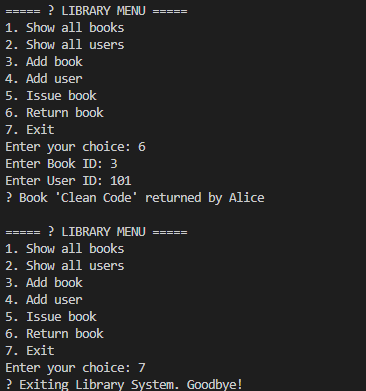 ===== ? LIBRARY MENU =====
1. Show all books
2. Show all users
3. Add book
4. Add user
5. Issue book
6. Return book
7. Exit
Enter your choice: 6
Enter Book ID: 3
Enter User ID: 101
? Book 'Clean Code' returned by Alice

===== ? LIBRARY MENU =====
1. Show all books
2. Show all users
3. Add book
4. Add user
5. Issue book
6. Return book
7. Exit
Enter your choice: 7
? Exiting Library System. Goodbye!